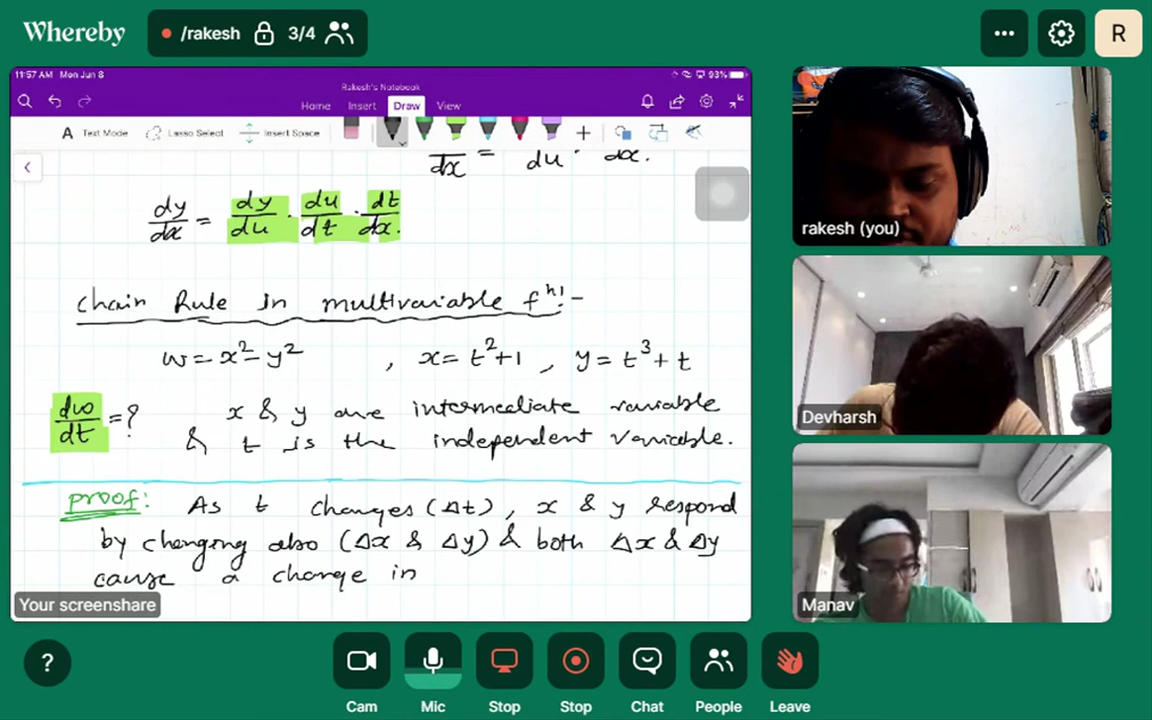 Whereby
/rakesh 3/4
R
11:57 AM Mon Jun 8
93%
Rakesh's Notebook
Home Insert Draw View
A Text Mode Lasso Select Insert Space
dx = du · dx.
dy/dx = dy/du · du/dt · dt/dx.
Chain Rule In multivariable fⁿ!-
w = x² - y² , x = t² + 1 , y = t³ + t
dw/dt = ? x & y are intermediate variable
& t is the independent variable.
Proof: As t changes (Δt), x & y respond
by changing also (Δx & Δy) & both Δx & Δy
cause a change in
Your screenshare
rakesh (you)
Devharsh
Manav
?
Cam Mic Stop Stop Chat People Leave